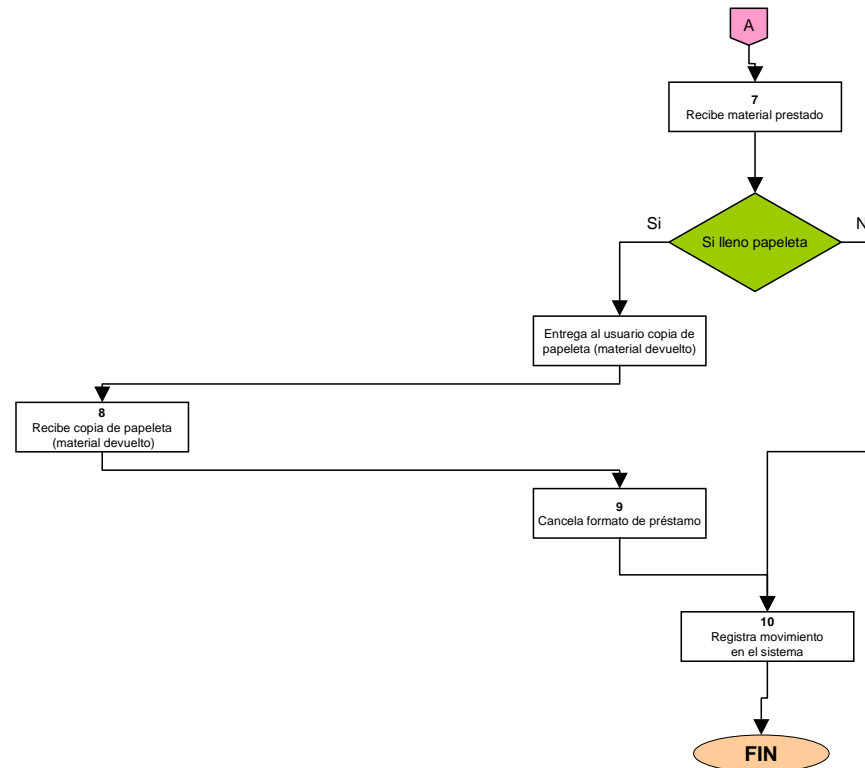 A
7
Recibe material prestado
Si
Si lleno papeleta
N
Entrega al usuario copia de
papeleta (material devuelto)
8
Recibe copia de papeleta
(material devuelto)
9
Cancela formato de préstamo
10
Registra movimiento
en el sistema
FIN